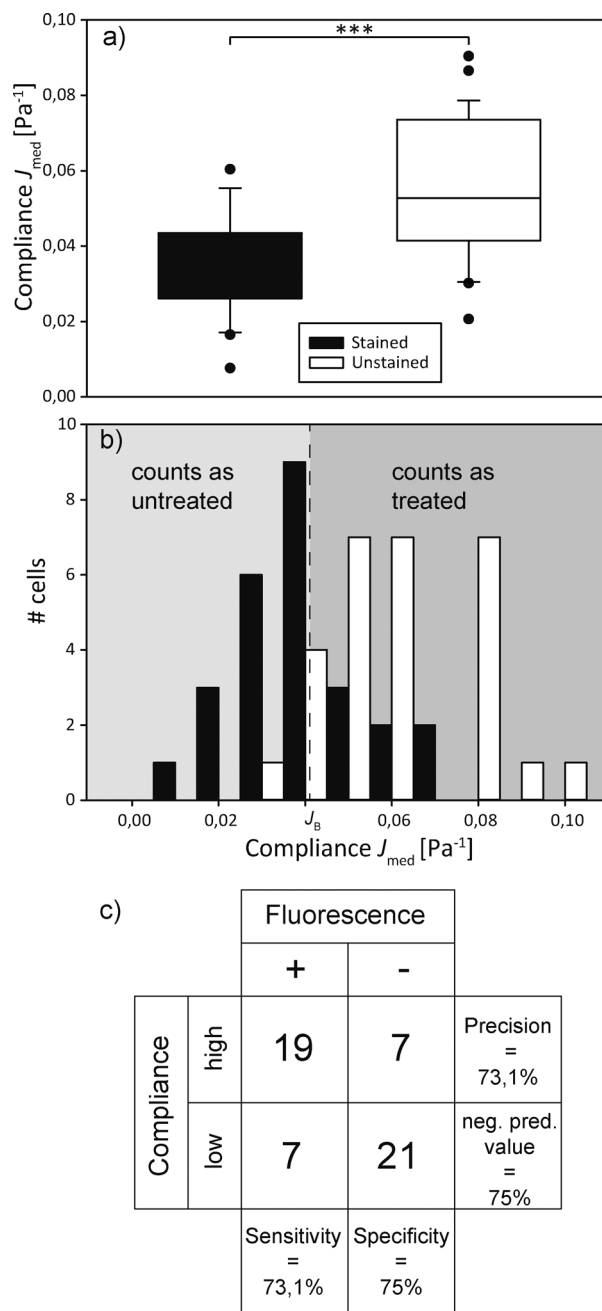 a)
***
Compliance J_med [Pa⁻¹]
0,10
0,08
0,06
0,04
0,02
0,00
Stained
Unstained
b)
counts as
untreated
counts as
treated
# cells
10
8
6
4
2
0
0,00 0,02 J_B 0,06 0,08 0,10
Compliance J_med [Pa⁻¹]
c)
Fluorescence
+ -
Compliance
high
19 7
Precision
=
73,1%
low
7 21
neg. pred.
value
=
75%
Sensitivity
=
73,1%
Specificity
=
75%